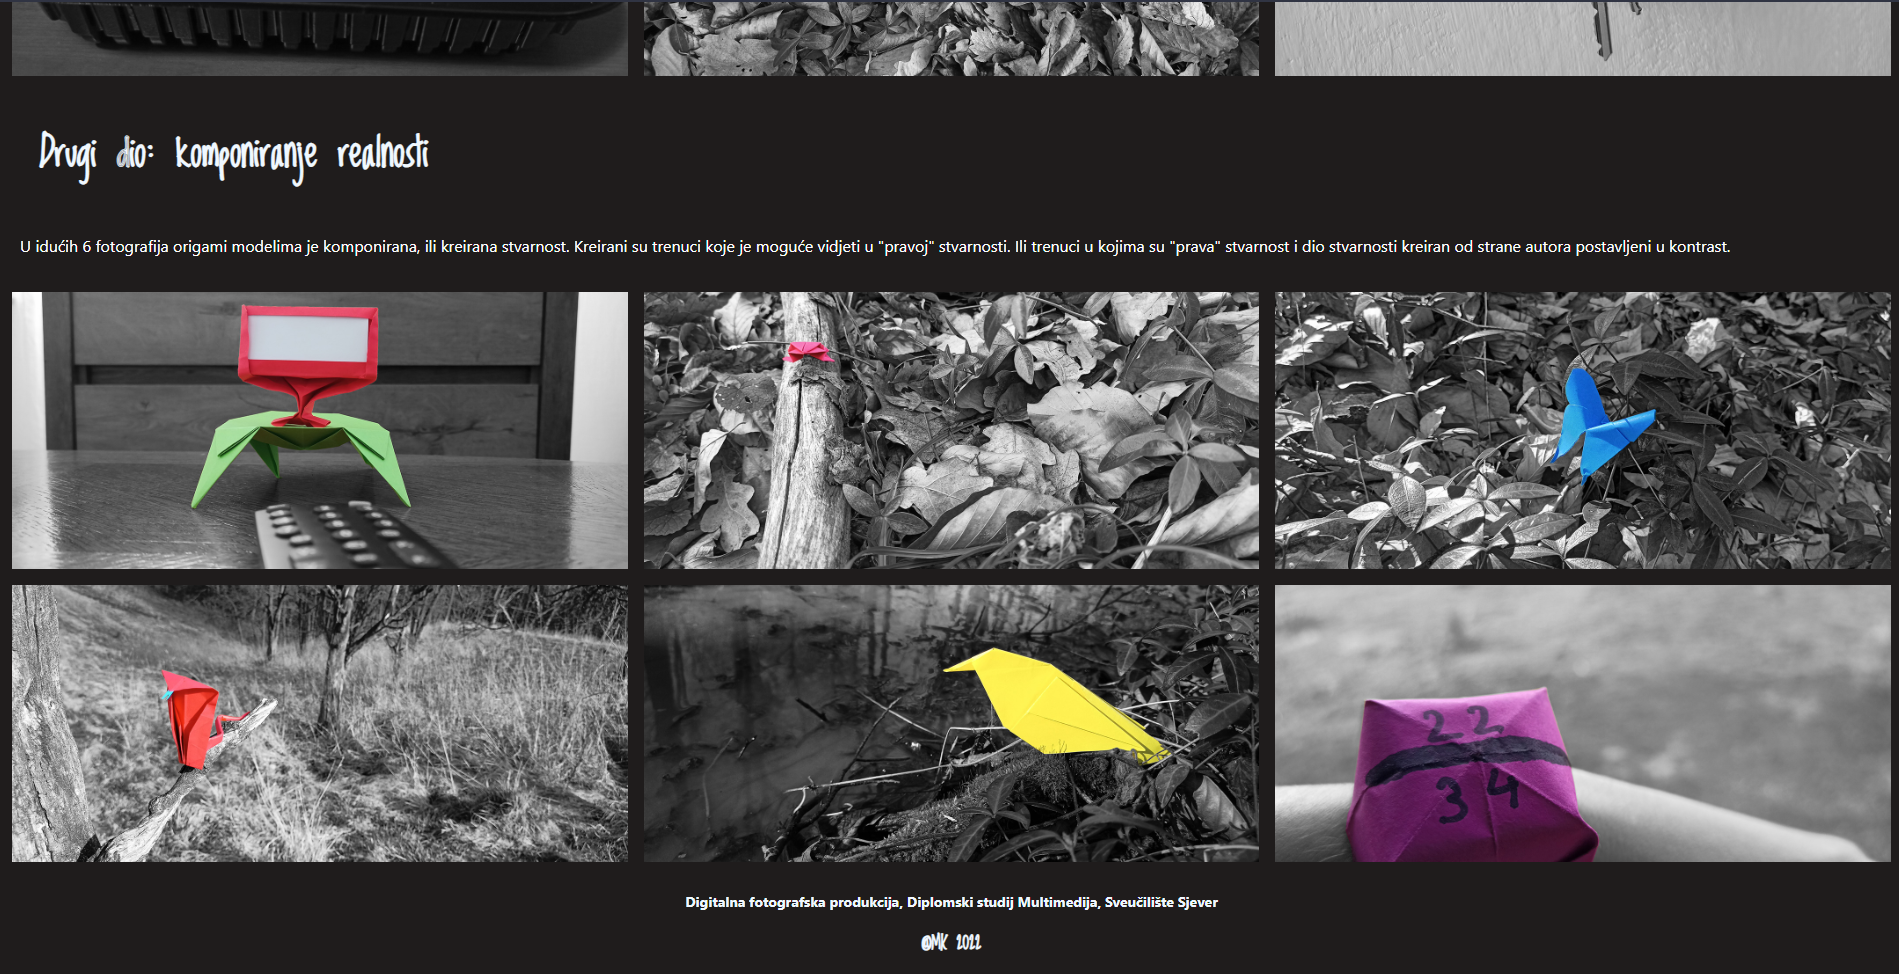 Drugi dio: komponiranje realnosti
U idućih 6 fotografija origami modelima je komponirana, ili kreirana stvarnost. Kreirani su trenuci koje je moguće vidjeti u "pravoj" stvarnosti. Ili trenuci u kojima su "prava" stvarnost i dio stvarnosti kreiran od strane autora postavljeni u kontrast.
22
34
Digitalna fotografska produkcija, Diplomski studij Multimedija, Sveučilište Sjever
@MK 2022